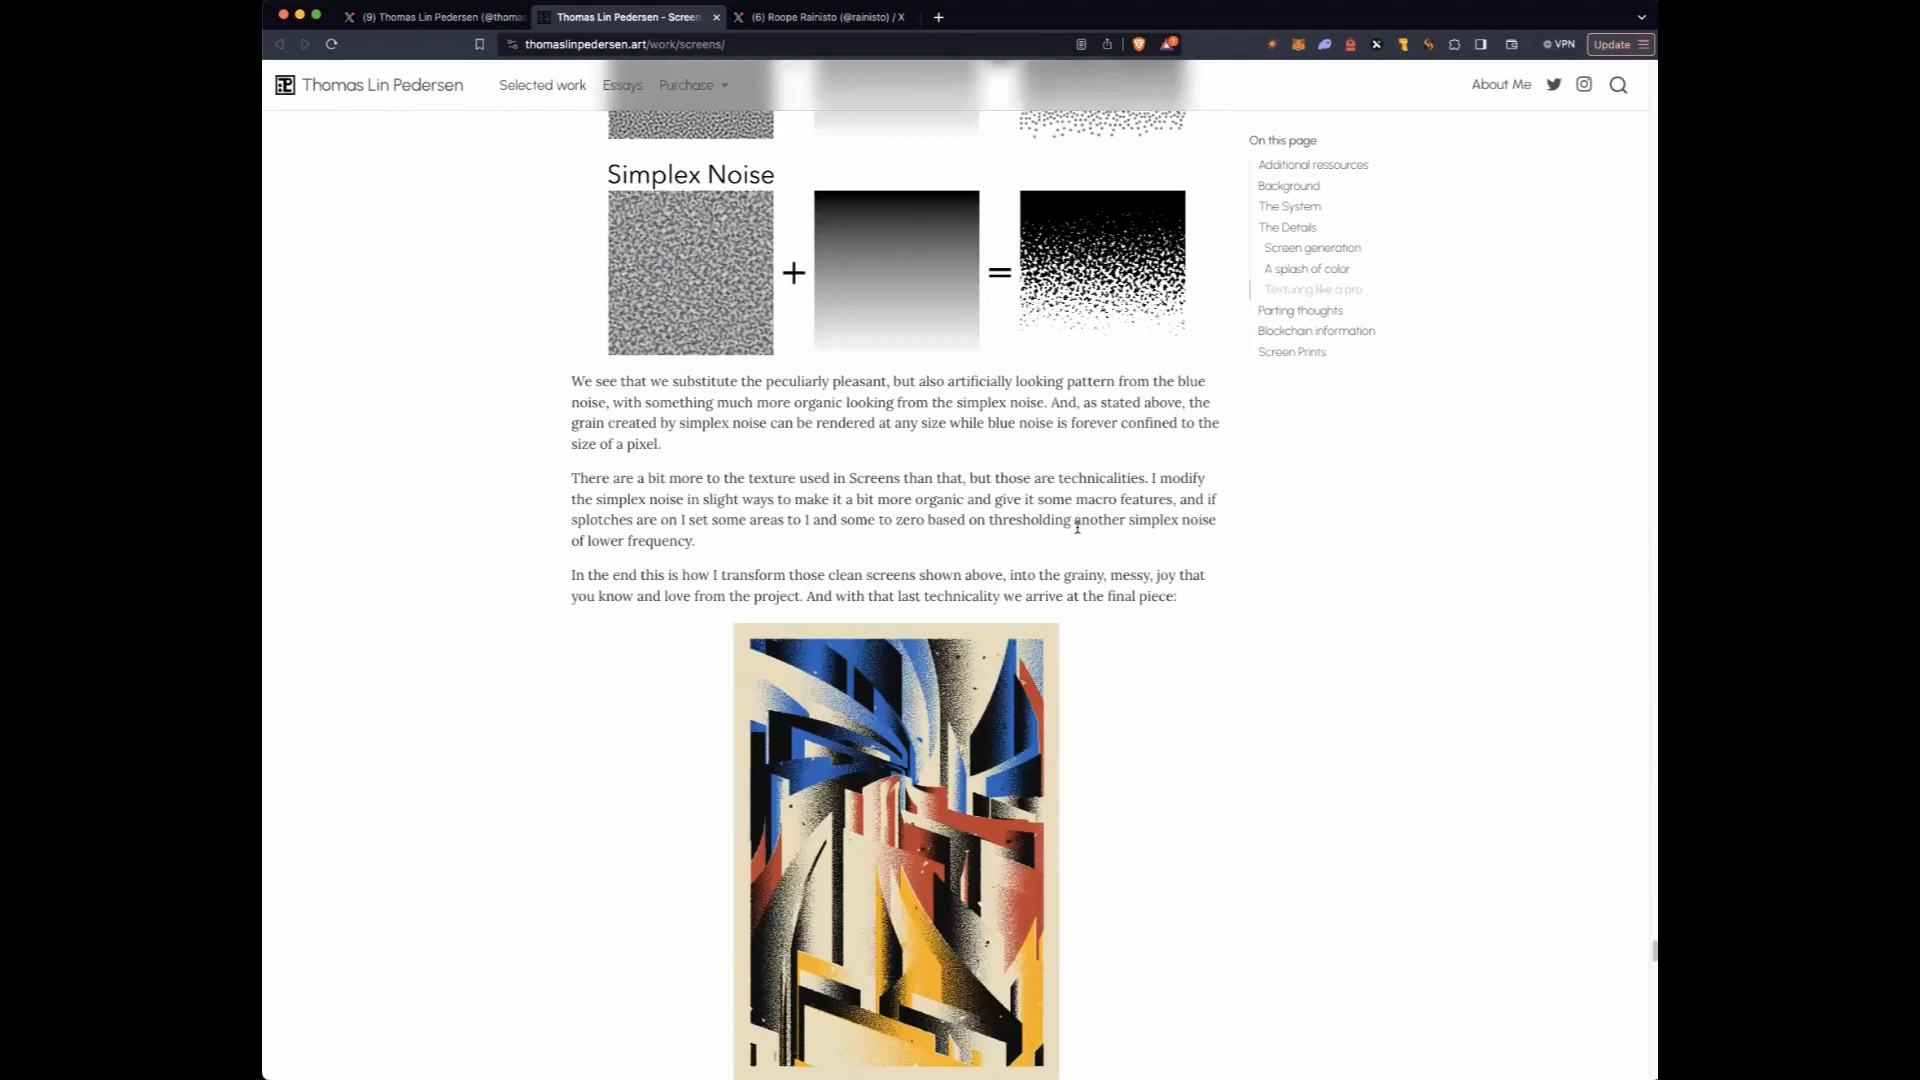 (9) Thomas Lin Pedersen (@thomas
Thomas Lin Pedersen - Screen
(6) Roope Rainisto (@rainisto) / X
thomaslinpedersen.art/work/screens/
VPN
Update
Thomas Lin Pedersen
Selected work
Essays
Purchase
About Me
Simplex Noise
+
=
We see that we substitute the peculiarly pleasant, but also artificially looking pattern from the blue
noise, with something much more organic looking from the simplex noise. And, as stated above, the
grain created by simplex noise can be rendered at any size while blue noise is forever confined to the
size of a pixel.
There are a bit more to the texture used in Screens than that, but those are technicalities. I modify
the simplex noise in slight ways to make it a bit more organic and give it some macro features, and if
splotches are on I set some areas to 1 and some to zero based on thresholding another simplex noise
of lower frequency.
In the end this is how I transform those clean screens shown above, into the grainy, messy, joy that
you know and love from the project. And with that last technicality we arrive at the final piece:
On this page
Additional ressources
Background
The System
The Details
Screen generation
A splash of color
Texturing like a pro
Parting thoughts
Blockchain information
Screen Prints